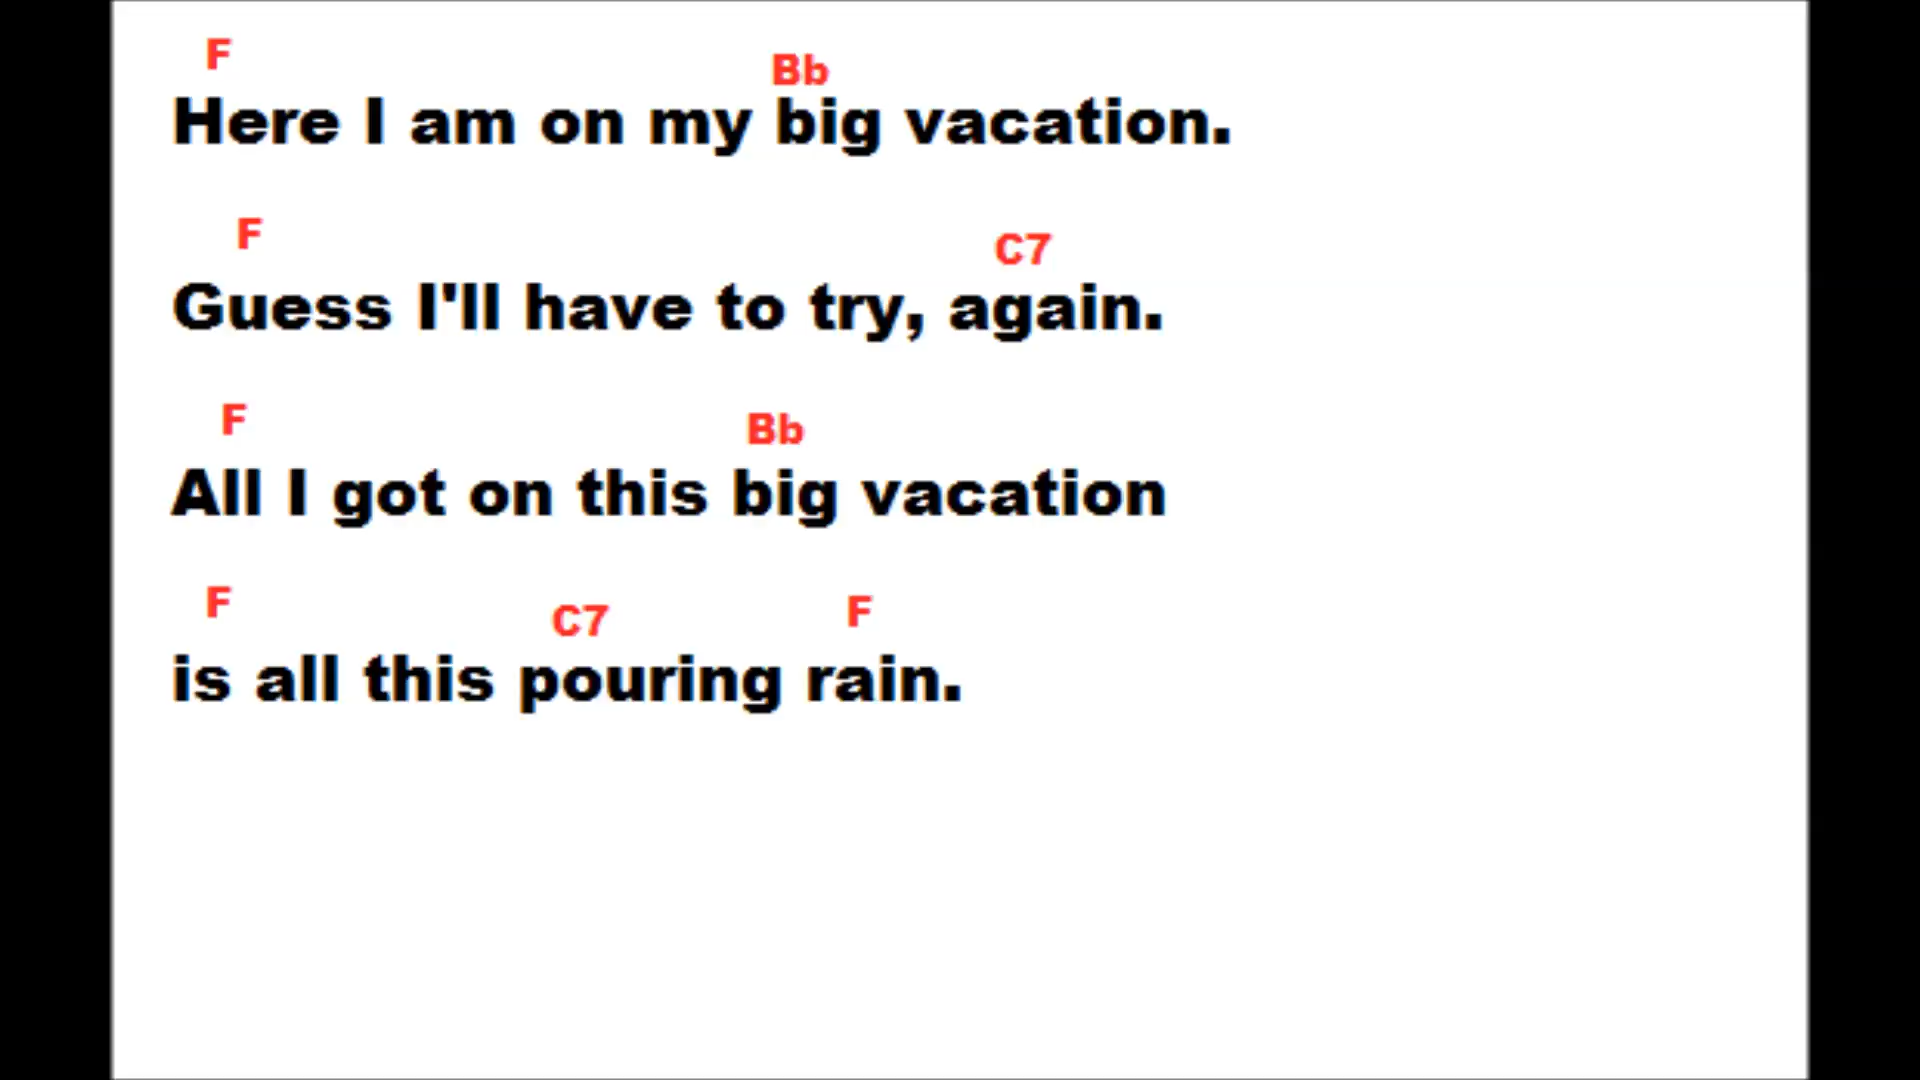 F Bb
Here I am on my big vacation.
F C7
Guess I'll have to try, again.
F Bb
All I got on this big vacation
F C7 F
is all this pouring rain.